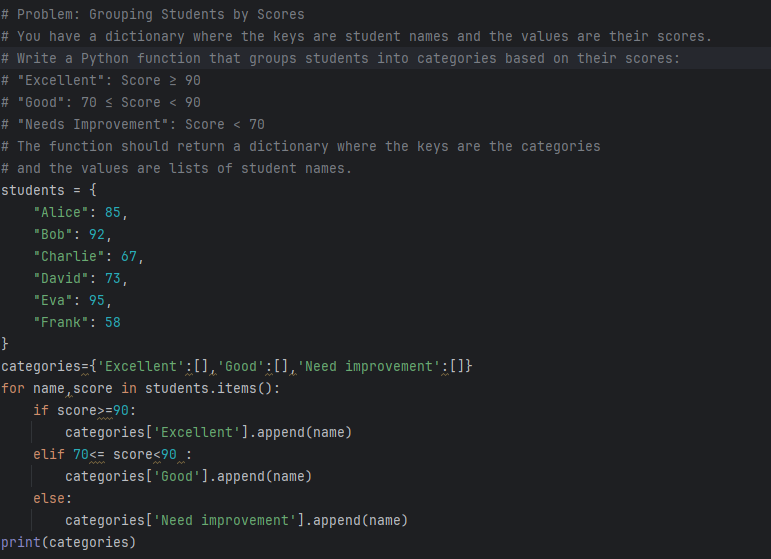 # Problem: Grouping Students by Scores
# You have a dictionary where the keys are student names and the values are their scores.
# Write a Python function that groups students into categories based on their scores:
# "Excellent": Score ≥ 90
# "Good": 70 ≤ Score < 90
# "Needs Improvement": Score < 70
# The function should return a dictionary where the keys are the categories
# and the values are lists of student names.
students = {
    "Alice": 85,
    "Bob": 92,
    "Charlie": 67,
    "David": 73,
    "Eva": 95,
    "Frank": 58
}
categories={'Excellent':[],'Good':[],'Need improvement':[]}
for name,score in students.items():
    if score>=90:
        categories['Excellent'].append(name)
    elif 70<= score<90 :
        categories['Good'].append(name)
    else:
        categories['Need improvement'].append(name)
print(categories)